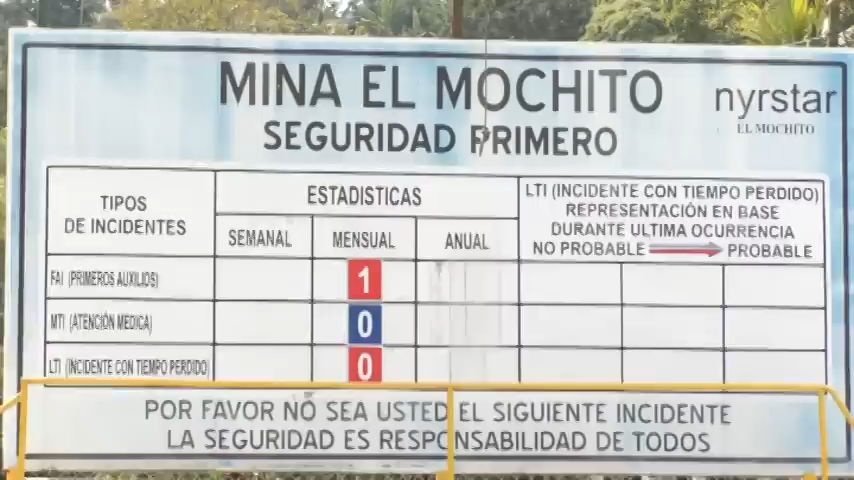 MINA EL MOCHITO
nyrstar
EL MOCHITO
SEGURIDAD PRIMERO
TIPOS
DE INCIDENTES
ESTADISTICAS
SEMANAL
MENSUAL
ANUAL
LTI (INCIDENTE CON TIEMPO PERDIDO)
REPRESENTACIÓN EN BASE
DURANTE ULTIMA OCURRENCIA
NO PROBABLE PROBABLE
FAI (PRIMEROS AUXILIOS) 1
MTI (ATENCIÓN MEDICA) 0
LTI (INCIDENTE CON TIEMPO PERDIDO) 0
POR FAVOR NO SEA USTED EL SIGUIENTE INCIDENTE
LA SEGURIDAD ES RESPONSABILIDAD DE TODOS